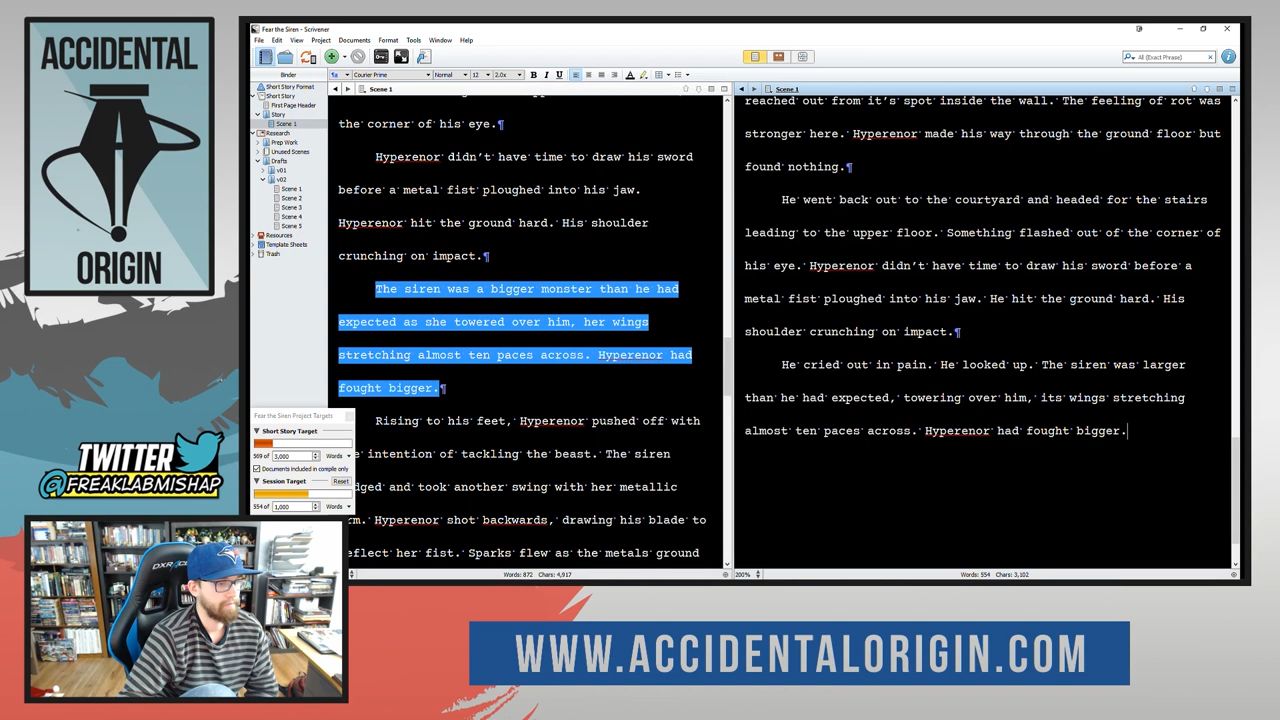 ACCIDENTAL
ORIGIN
TWITTER
@FREAKLABMISHAP
DXRACER
Fear the Siren - Scrivener
File Edit View Project Documents Format Tools Window Help
All (Exact Phrase)
Binder
Courier Prime Normal 12 2.0x B I U
Short Story Format
Short Story
First Page Header
Story
Scene 1
Research
Prep Work
Unused Scenes
Drafts
v01
v02
Scene 1
Scene 2
Scene 3
Scene 4
Scene 5
Resources
Template Sheets
Trash
Fear the Siren Project Targets
Short Story Target
569 of 3,000 Words
Documents included in compile only
Session Target Reset
554 of 1,000 Words
Scene 1
the corner of his eye.¶
Hyperenor didn't have time to draw his sword
before a metal fist ploughed into his jaw.
Hyperenor hit the ground hard. His shoulder
crunching on impact.¶
The siren was a bigger monster than he had
expected as she towered over him, her wings
stretching almost ten paces across. Hyperenor had
fought bigger.¶
Rising to his feet, Hyperenor pushed off with
intention of tackling the beast. The siren
and took another swing with her metallic
Hyperenor shot backwards, drawing his blade to
her fist. Sparks flew as the metals ground
Words: 872 Chars: 4,917
Scene 1
reached out from it's spot inside the wall. The feeling of rot was
stronger here. Hyperenor made his way through the ground floor but
found nothing.¶
He went back out to the courtyard and headed for the stairs
leading to the upper floor. Something flashed out of the corner of
his eye. Hyperenor didn't have time to draw his sword before a
metal fist ploughed into his jaw. He hit the ground hard. His
shoulder crunching on impact.¶
He cried out in pain. He looked up. The siren was larger
than he had expected, towering over him, its wings stretching
almost ten paces across. Hyperenor had fought bigger.
200% Words: 554 Chars: 3,102
WWW.ACCIDENTALORIGIN.COM